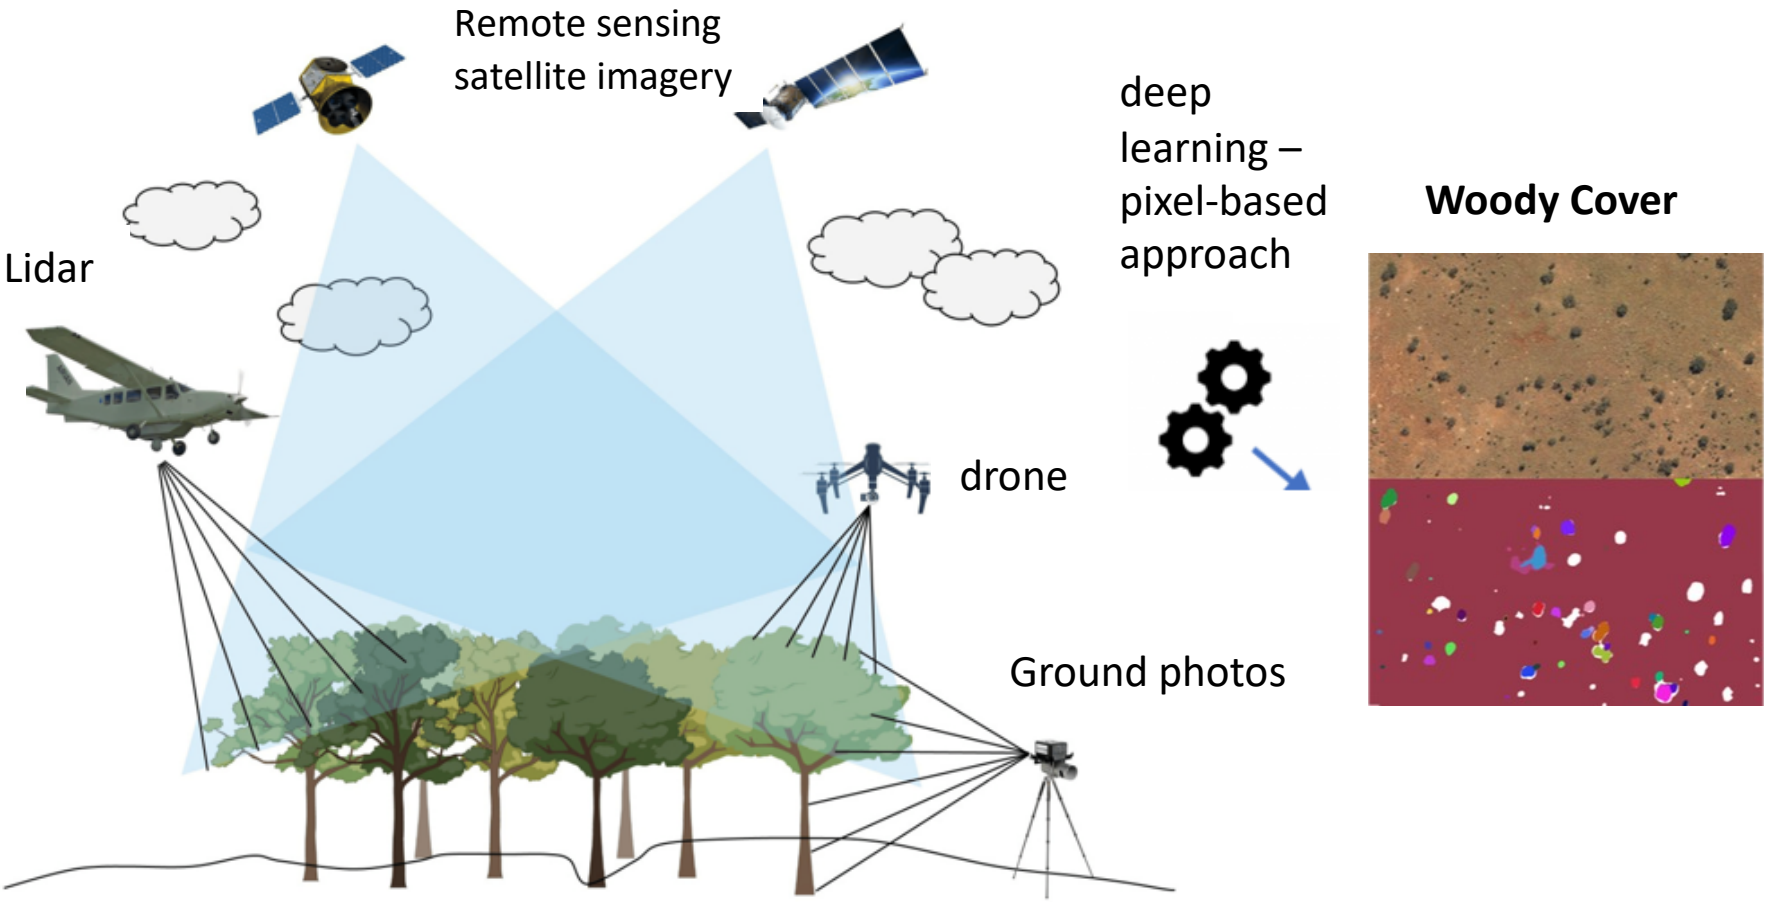 Remote sensing
satellite imagery
deep
learning –
pixel-based
approach
Woody Cover
Lidar
drone
Ground photos